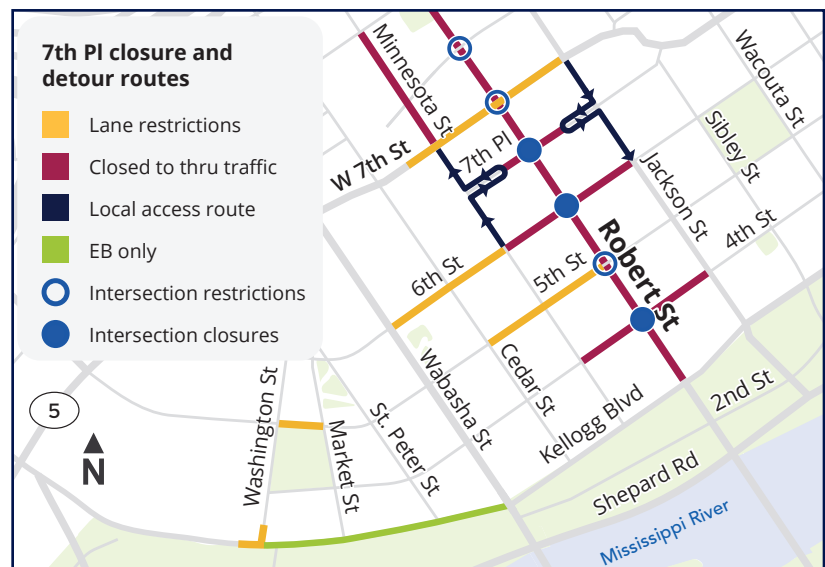 7th Pl closure and
detour routes
Lane restrictions
Closed to thru traffic
Local access route
EB only
Intersection restrictions
Intersection closures
Minnesota St
W 7th St
7th Pl
Wacouta St
Sibley St
Jackson St
4th St
Robert St
6th St
5th St
Cedar St
Wabasha St
Kellogg Blvd
2nd St
Shepard Rd
Mississippi River
St. Peter St
Market St
Washington St
5
N